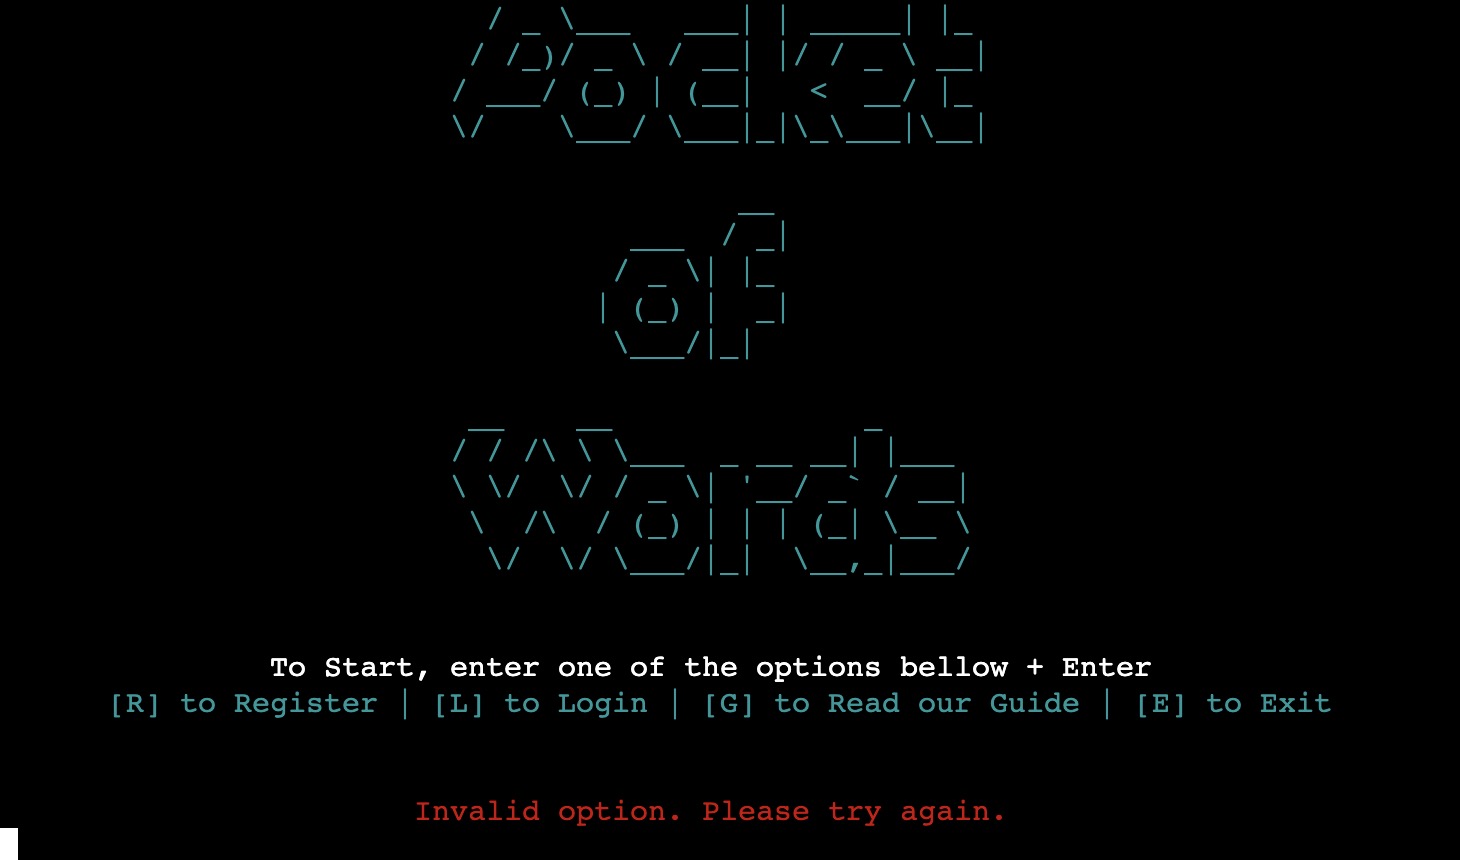 Pocket
of
Words
To Start, enter one of the options bellow + Enter
[R] to Register | [L] to Login | [G] to Read our Guide | [E] to Exit
Invalid option. Please try again.